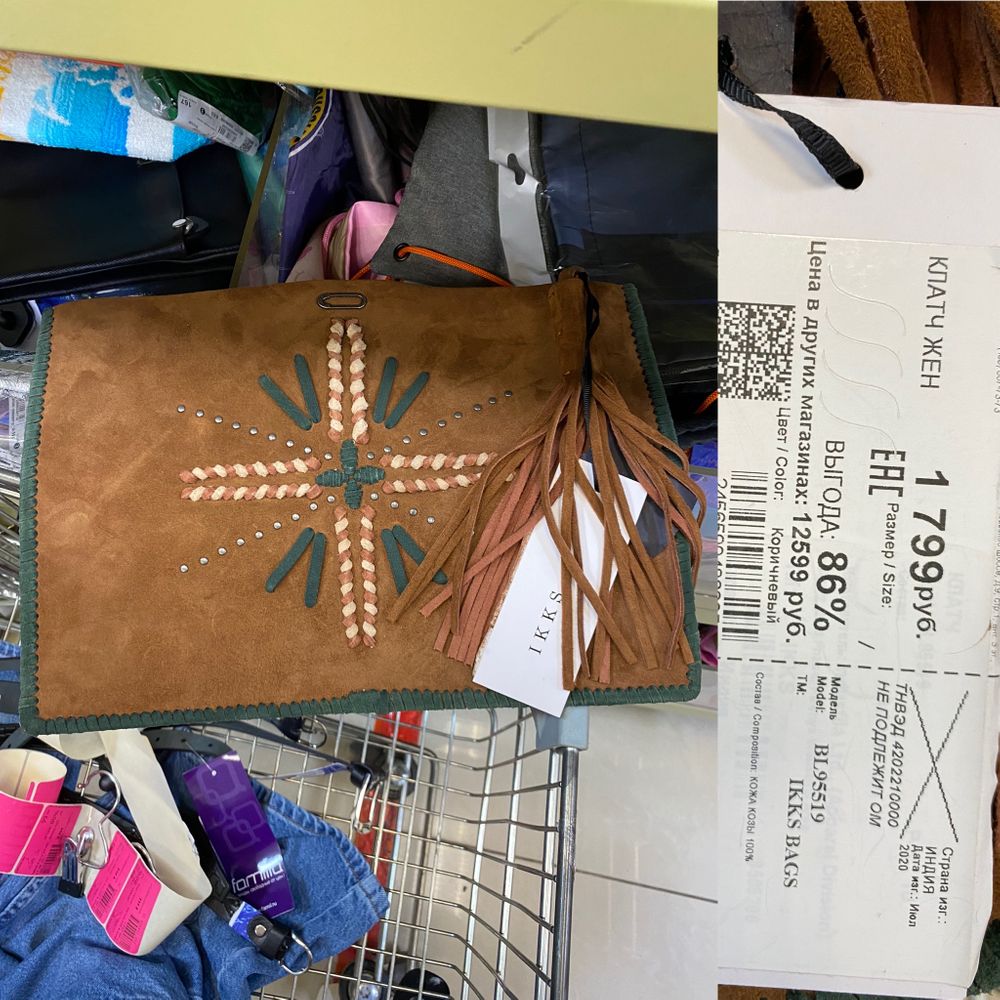 167
IKKS
familia
КЛАТЧ ЖЕН
1 799руб.
EAC
Размер / Size:
/
ВЫГОДА: 86%
Цена в других магазинах: 12599 руб.
Цвет / Color:
Коричневый
ТНВЭД 4202210000
НЕ ПОДЛЕЖИТ ОМ
Страна изг.:
ИНДИЯ
Дата изг.: Июл
2020
Модель
Model: BL95519
ТМ: IKKS BAGS
Состав / Composition: КОЖА КОЗЫ 100%